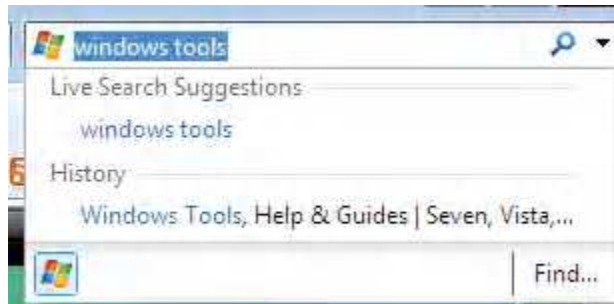 windows tools
Live Search Suggestions
windows tools
History
Windows Tools, Help & Guides | Seven, Vista,...
Find...